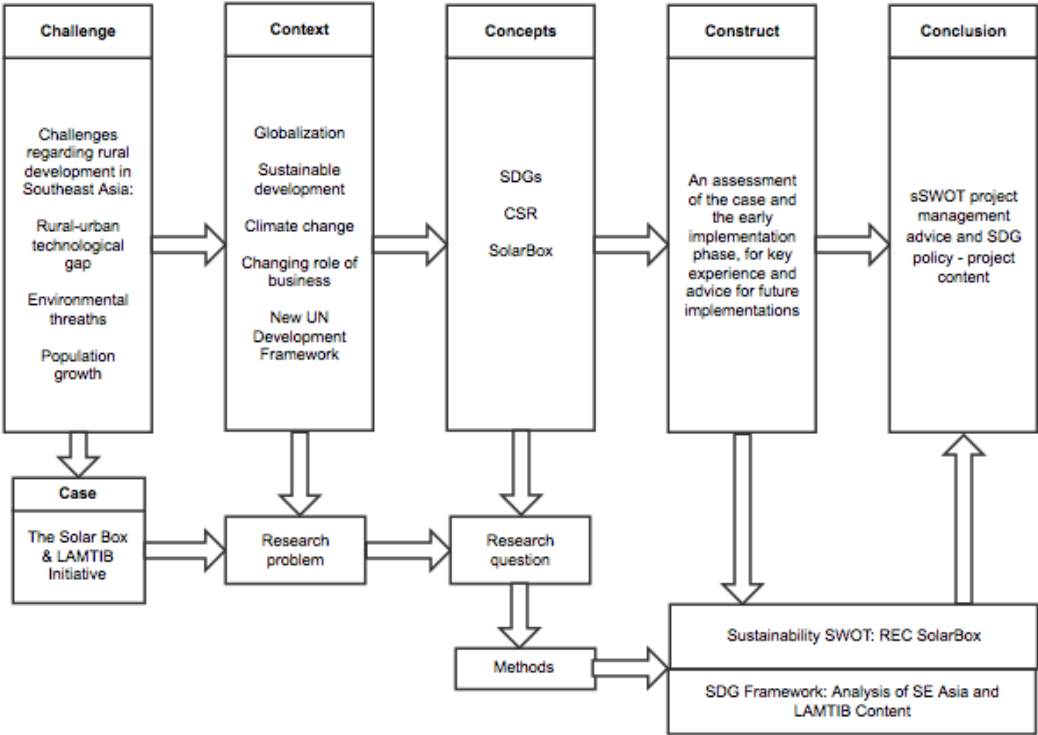 Challenge
Challenges
regarding rural
development in
Southeast Asia:
Rural-urban
technological
gap
Environmental
threaths
Population
growth
Context
Globalization
Sustainable
development
Climate change
Changing role of
business
New UN
Development
Framework
Concepts
SDGs
CSR
SolarBox
Construct
An assessment
of the case and
the early
implementation
phase, for key
experience and
advice for future
implementations
Conclusion
sSWOT project
management
advice and SDG
policy - project
content
Case
The Solar Box
& LAMTIB
Initiative
Research
problem
Research
question
Methods
Sustainability SWOT: REC SolarBox
SDG Framework: Analysis of SE Asia and
LAMTIB Content